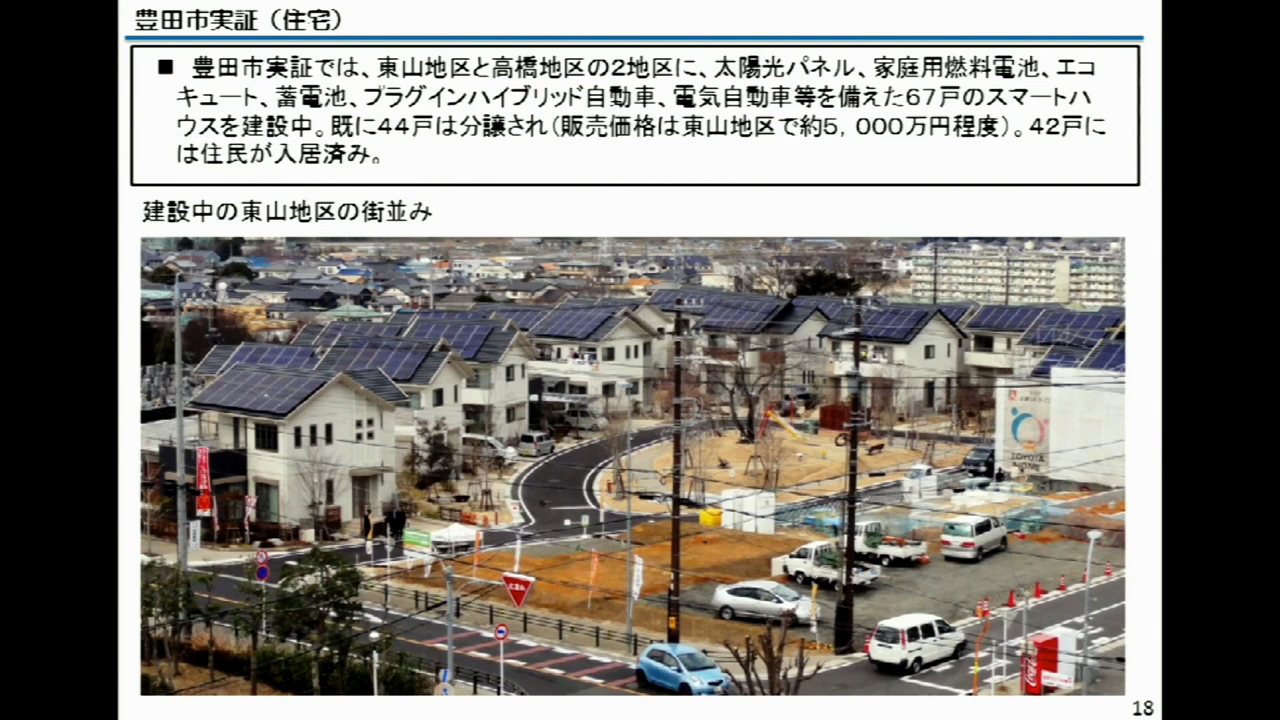 豊田市実証（住宅）
■ 豊田市実証では、東山地区と高橋地区の２地区に、太陽光パネル、家庭用燃料電池、エコ
キュート、蓄電池、プラグインハイブリッド自動車、電気自動車等を備えた６７戸のスマートハ
ウスを建設中。既に４４戸は分譲され（販売価格は東山地区で約５，０００万円程度）。４２戸に
は住民が入居済み。
建設中の東山地区の街並み
TOYOTA
HOME
止まれ
Coca-Cola
18